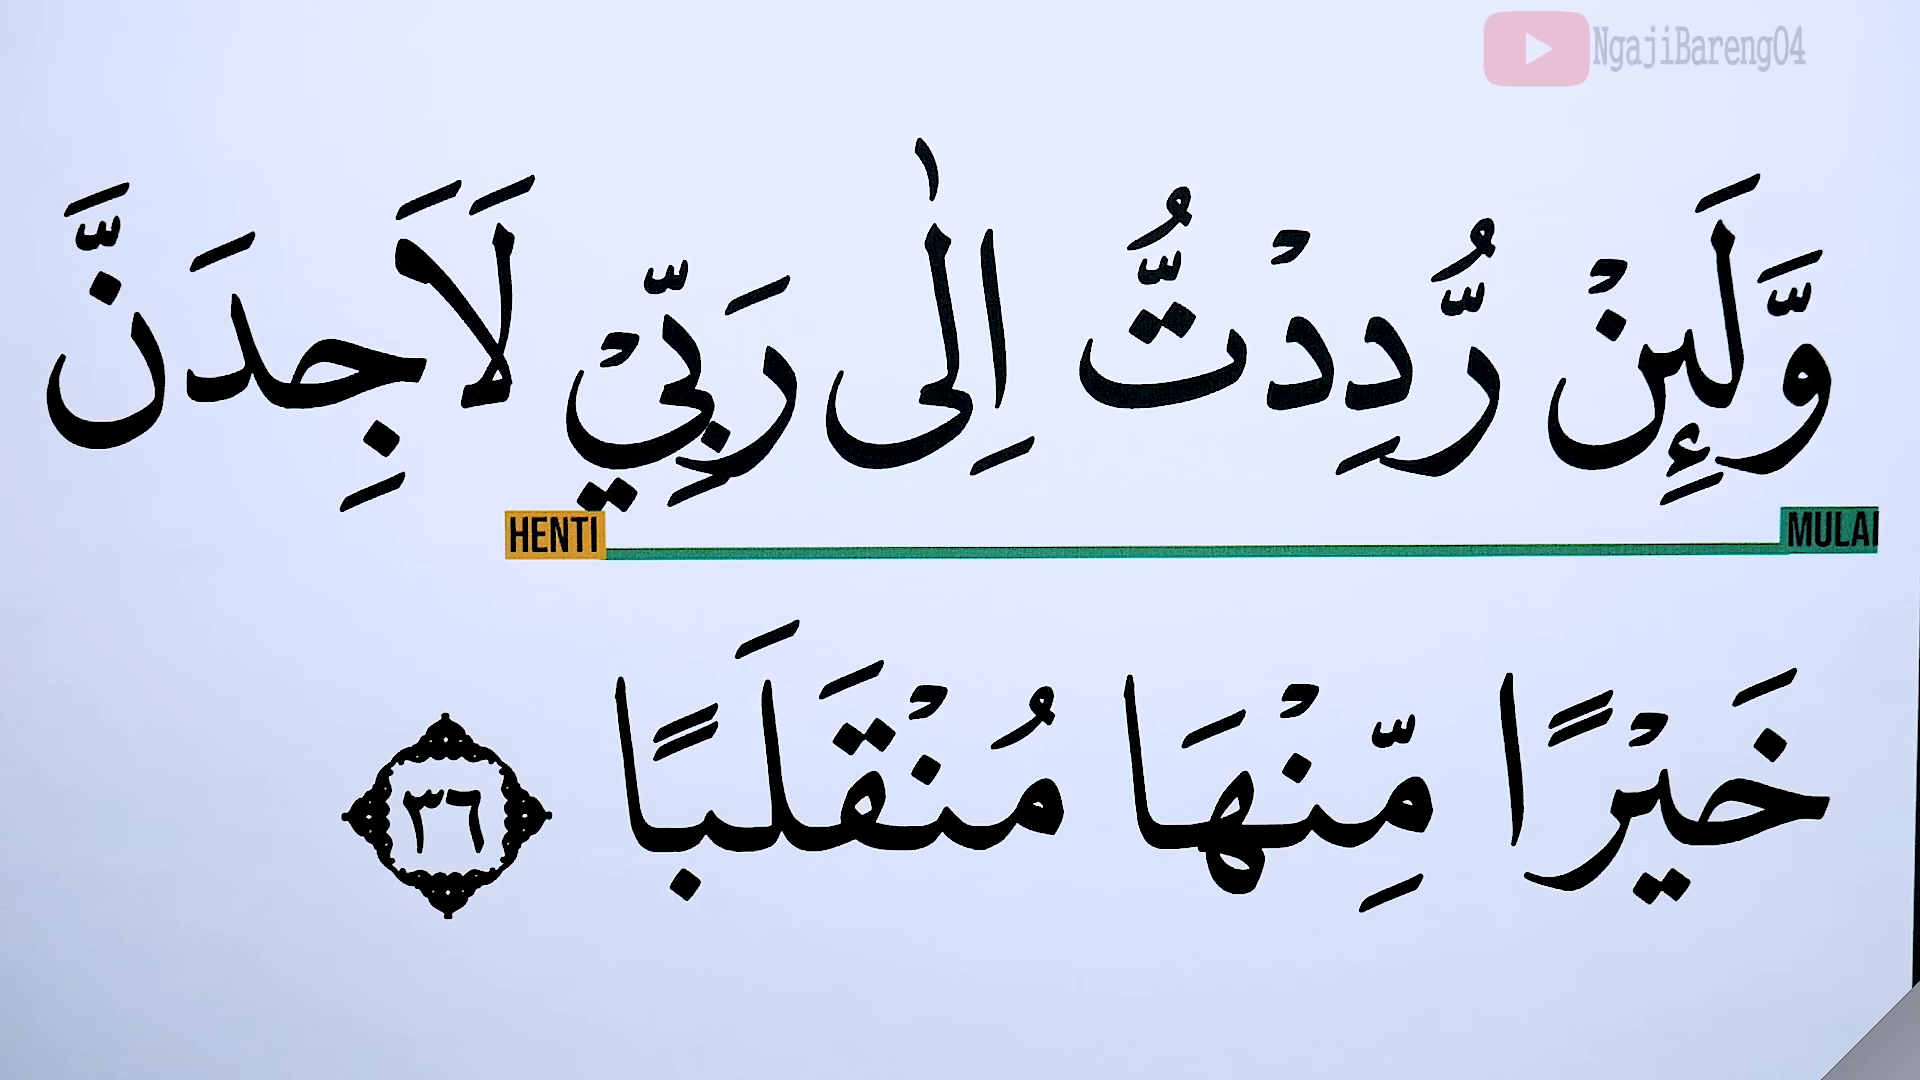 NgajiBareng04
وَّلَىِٕنْ رُّدِدْتُّ اِلٰى رَبِّيْ لَاَجِدَنَّ
HENTI MULAI
خَيْرًا مِّنْهَا مُنْقَلَبًا ٣٦